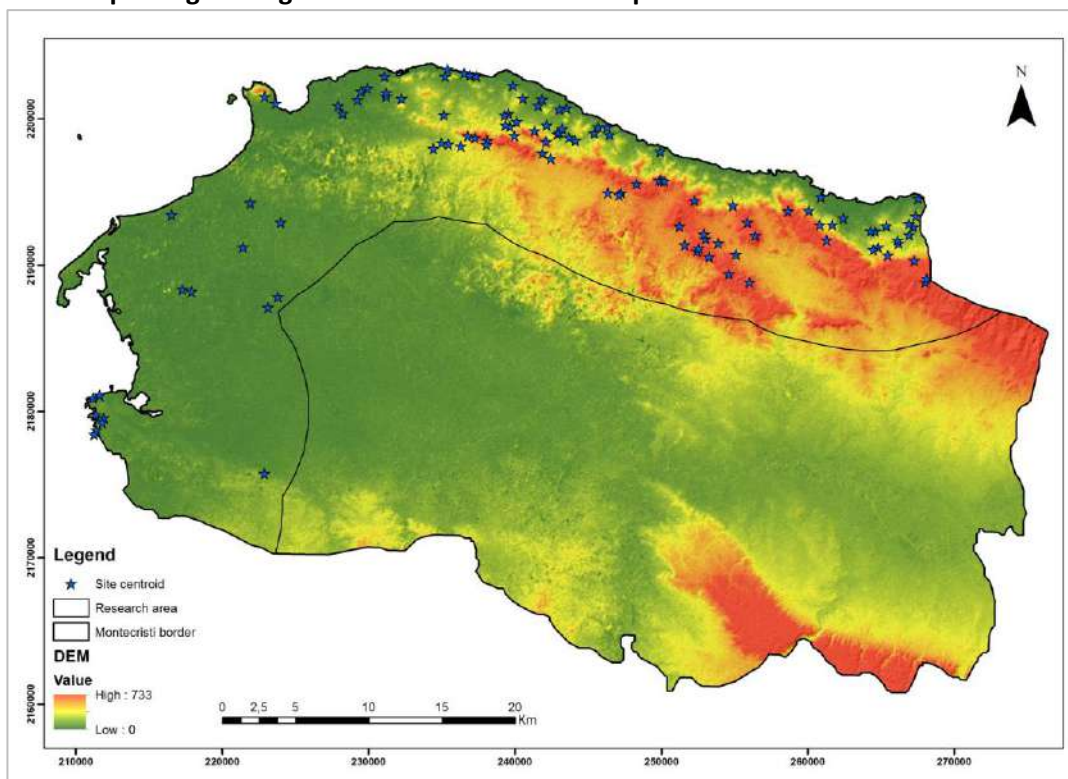 N
2200000
2190000
2180000
2170000
2160000
Legend
Site centroid
Research area
Montecristi border
DEM
Value
High : 733
Low : 0
0 2,5 5 10 15 20
Km
210000 220000 230000 240000 250000 260000 270000